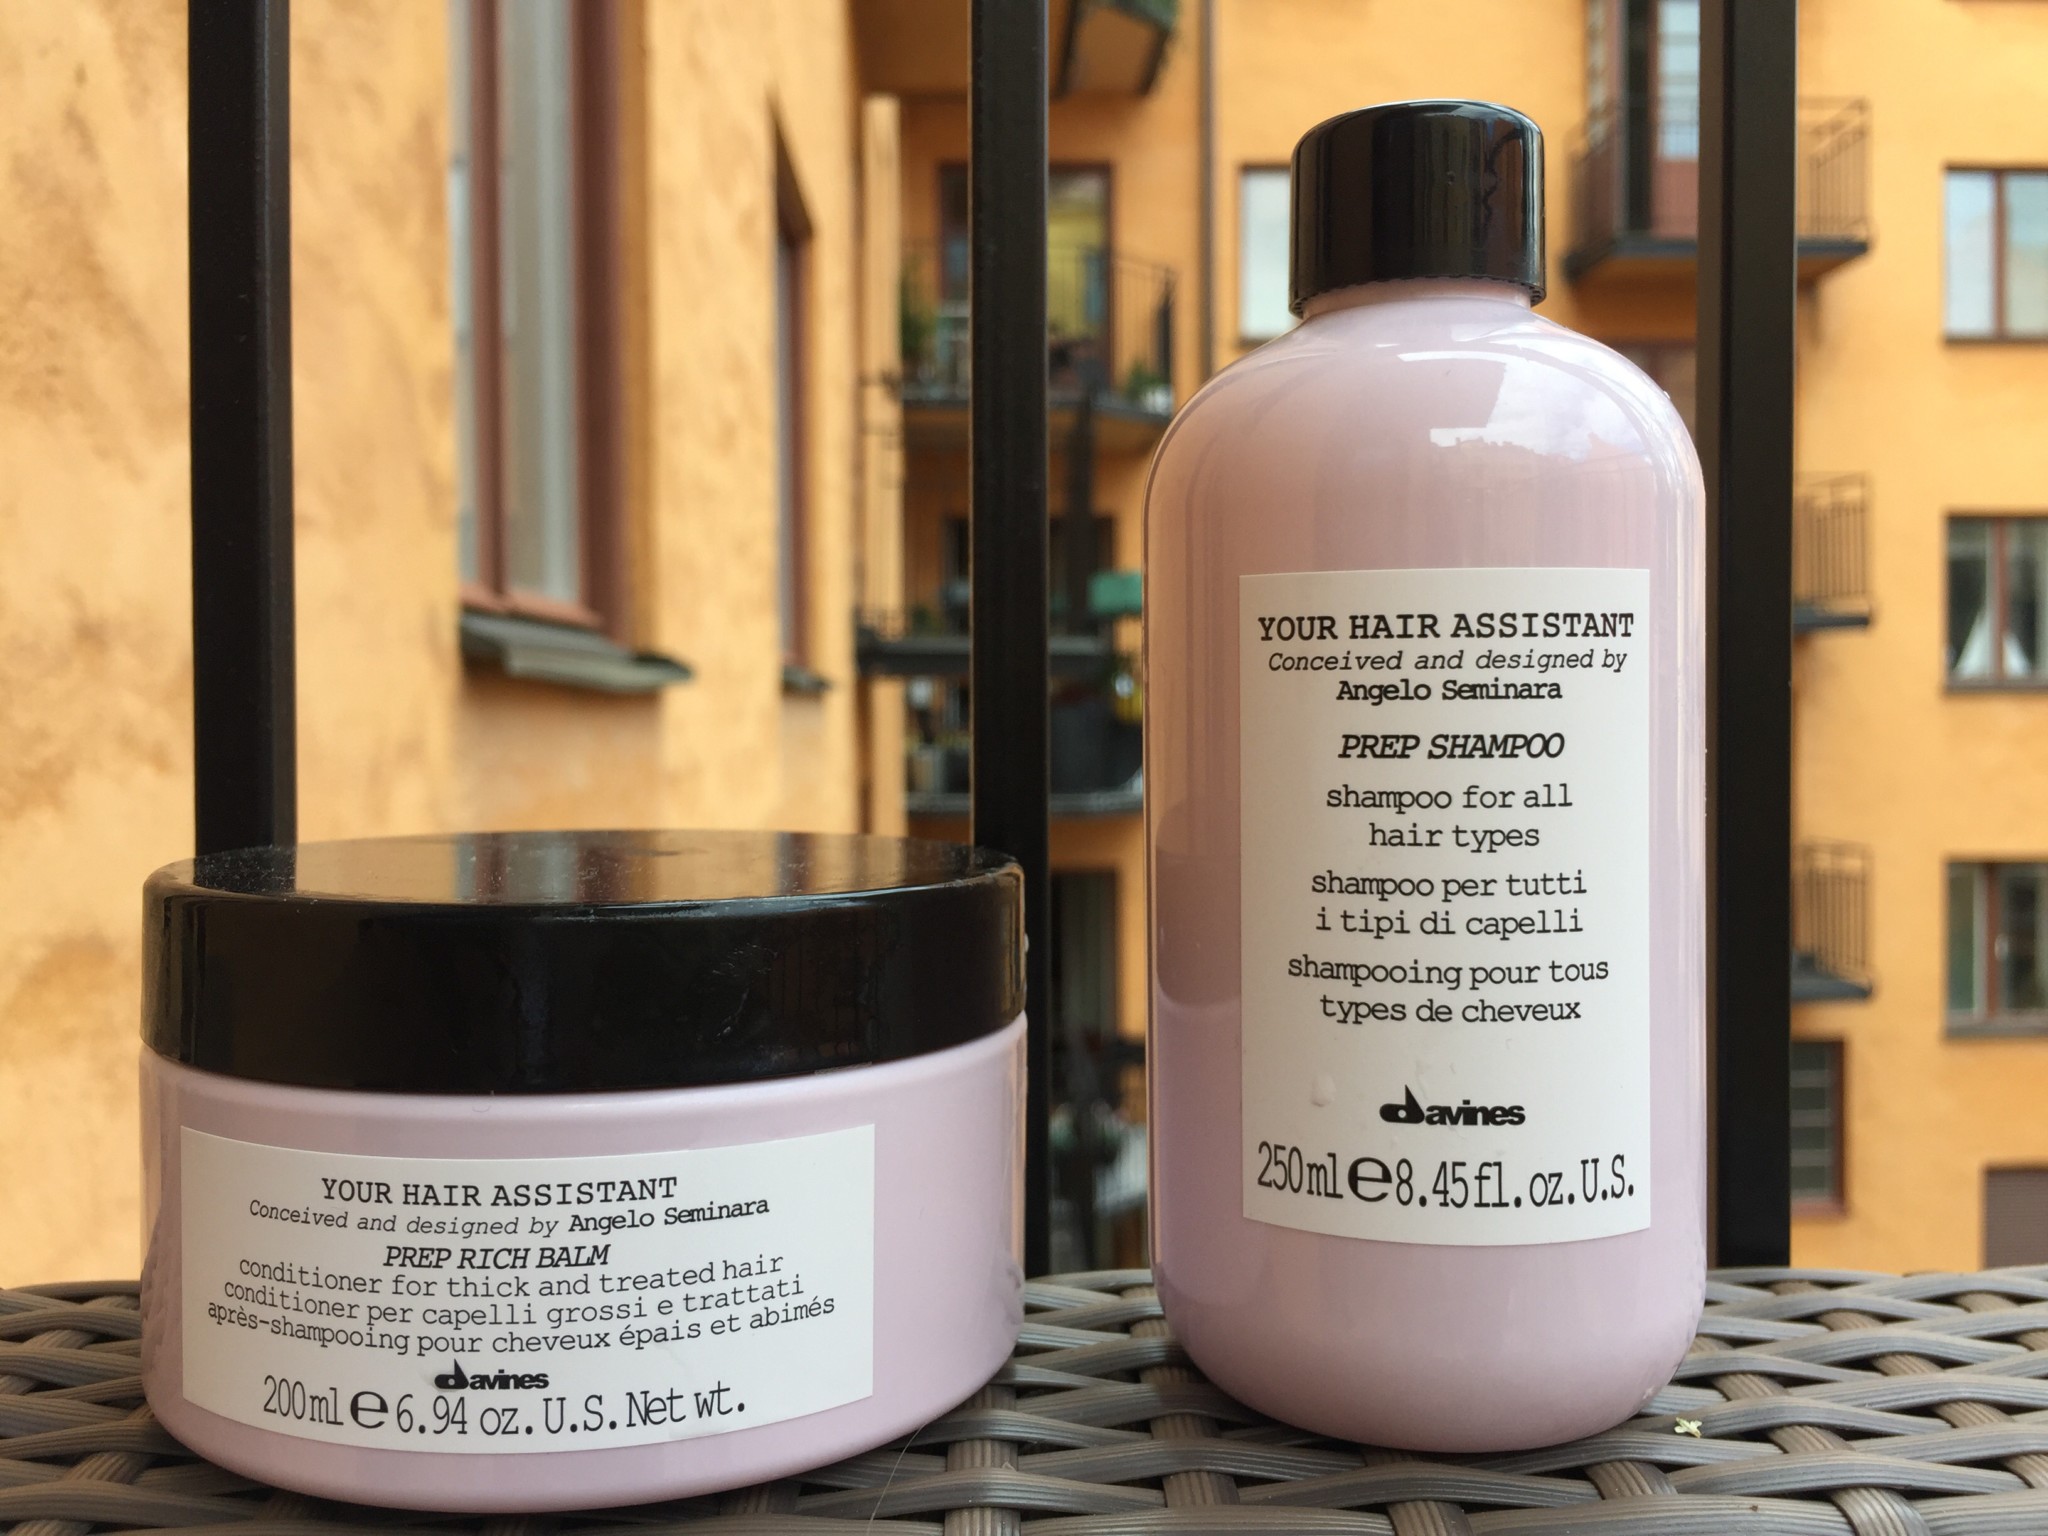 YOUR HAIR ASSISTANT
Conceived and designed by Angelo Seminara
PREP RICH BALM
conditioner for thick and treated hair
conditioner per capelli grossi e trattati
après-shampooing pour cheveux épais et abimés
davines
200ml e 6.94 oz. U.S. Net wt.
YOUR HAIR ASSISTANT
Conceived and designed by
Angelo Seminara
PREP SHAMPOO
shampoo for all
hair types
shampoo per tutti
i tipi di capelli
shampooing pour tous
types de cheveux
davines
250ml e 8.45fl. oz. U.S.